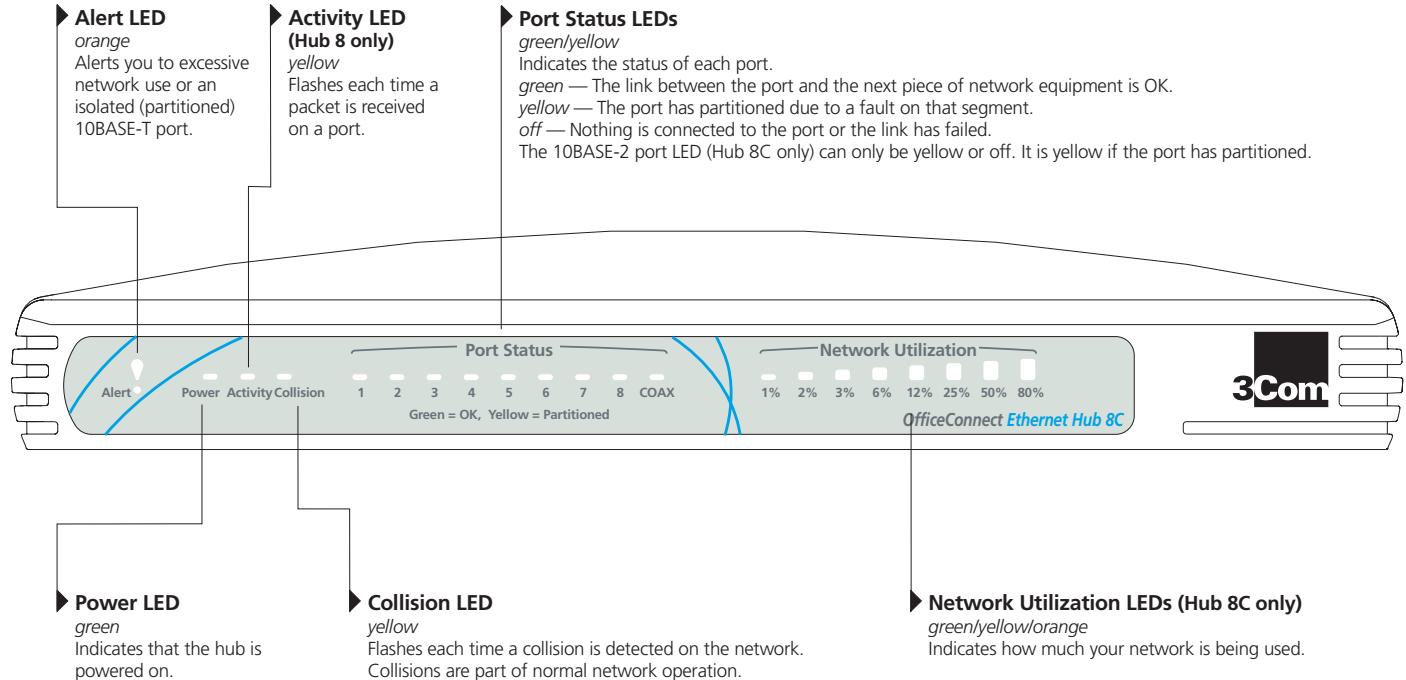 Alert LED
orange
Alerts you to excessive
network use or an
isolated (partitioned)
10BASE-T port.
Activity LED
(Hub 8 only)
yellow
Flashes each time a
packet is received
on a port.
Port Status LEDs
green/yellow
Indicates the status of each port.
green — The link between the port and the next piece of network equipment is OK.
yellow — The port has partitioned due to a fault on that segment.
off — Nothing is connected to the port or the link has failed.
The 10BASE-2 port LED (Hub 8C only) can only be yellow or off. It is yellow if the port has partitioned.
Port Status
Network Utilization
Alert
Power Activity Collision
1 2 3 4 5 6 7 8 COAX
1% 2% 3% 6% 12% 25% 50% 80%
Green = OK, Yellow = Partitioned
OfficeConnect Ethernet Hub 8C
3Com
Power LED
green
Indicates that the hub is
powered on.
Collision LED
yellow
Flashes each time a collision is detected on the network.
Collisions are part of normal network operation.
Network Utilization LEDs (Hub 8C only)
green/yellow/orange
Indicates how much your network is being used.